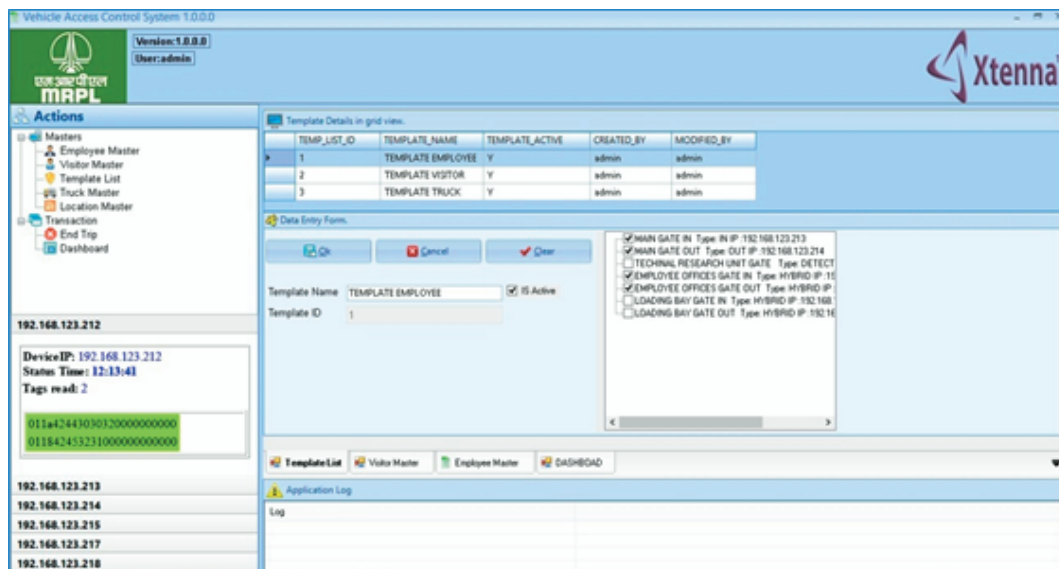 Vehicle Access Control System 1.0.0.0
Version:1.0.0.0
User:admin
एम आर पी एल
MRPL
Xtenna
Actions
Masters
Employee Master
Visitor Master
Template List
Truck Master
Location Master
Transaction
End Trip
Dashboard
192.168.123.212
DeviceIP: 192.168.123.212
Status Time: 12:13:41
Tags read: 2
011a42443030320000000000
011842453231000000000000
192.168.123.213
192.168.123.214
192.168.123.215
192.168.123.217
192.168.123.218
Template Details in grid view.
TEMP_LIST_ID TEMPLATE_NAME TEMPLATE_ACTIVE CREATED_BY MODIFIED_BY
1 TEMPLATE EMPLOYEE Y admin admin
2 TEMPLATE VISITOR Y admin admin
3 TEMPLATE TRUCK Y admin admin
Data Entry Form.
Ok Cancel Clear
Template Name TEMPLATE EMPLOYEE IS Active
Template ID 1
MAIN GATE IN Type: IN IP :192.168.123.213
MAIN GATE OUT Type: OUT IP :192.168.123.214
TECHINAL RESEARCH UNIT GATE Type: DETECT
EMPLOYEE OFFICES GATE IN Type: HYBRID IP :19
EMPLOYEE OFFICES GATE OUT Type: HYBRID IP :
LOADING BAY GATE IN Type: HYBRID IP :192.168.
LOADING BAY GATE OUT Type: HYBRID IP :192.16
Template List Visitor Master Employee Master DASHBOAD
Application Log
Log